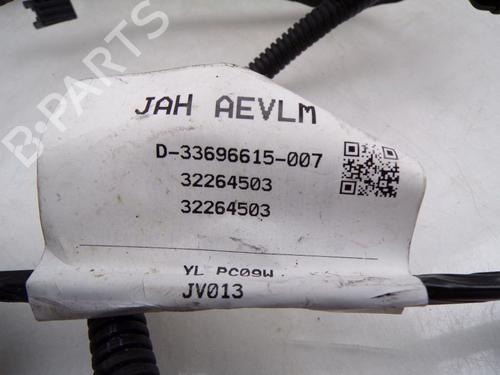 B-PARTS
JAH AEVLM
D-33696615-007
32264503
32264503
YL PC09W
JV013